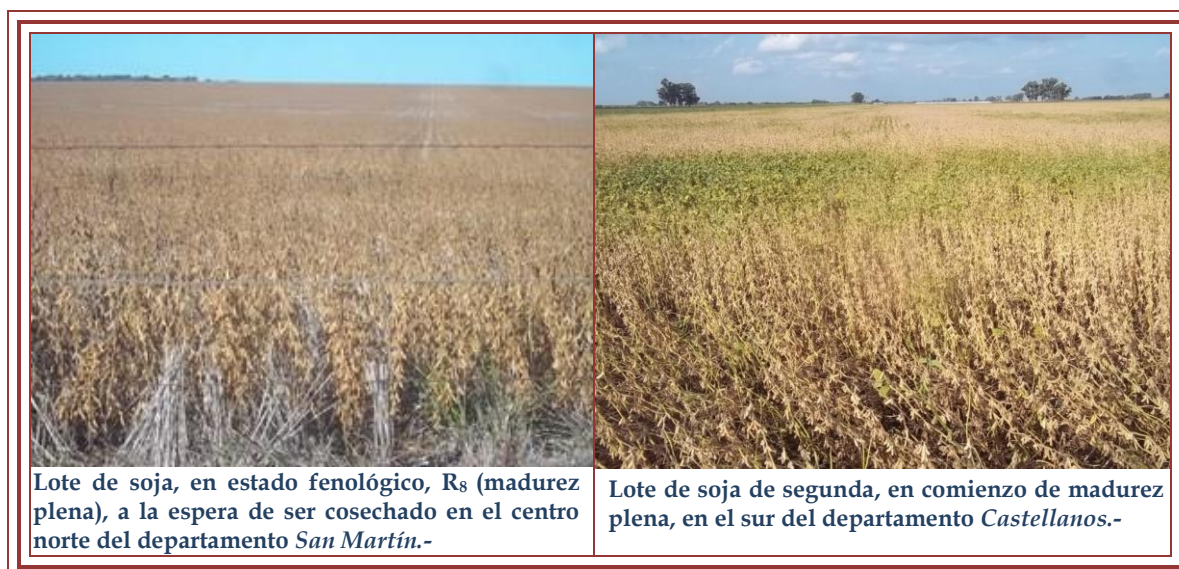 Lote de soja, en estado fenológico, R₈ (madurez
plena), a la espera de ser cosechado en el centro
norte del departamento San Martín.-
Lote de soja de segunda, en comienzo de madurez
plena, en el sur del departamento Castellanos.-